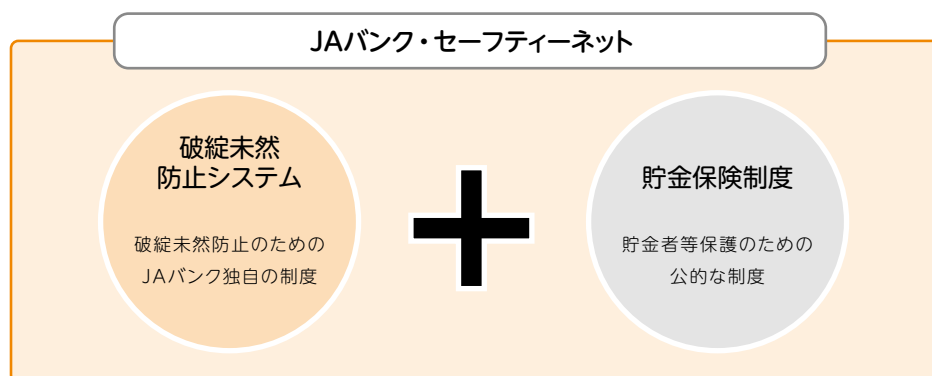 JAバンク・セーフティーネット
破綻未然
防止システム
破綻未然防止のための
JAバンク独自の制度
貯金保険制度
貯金者等保護のための
公的な制度